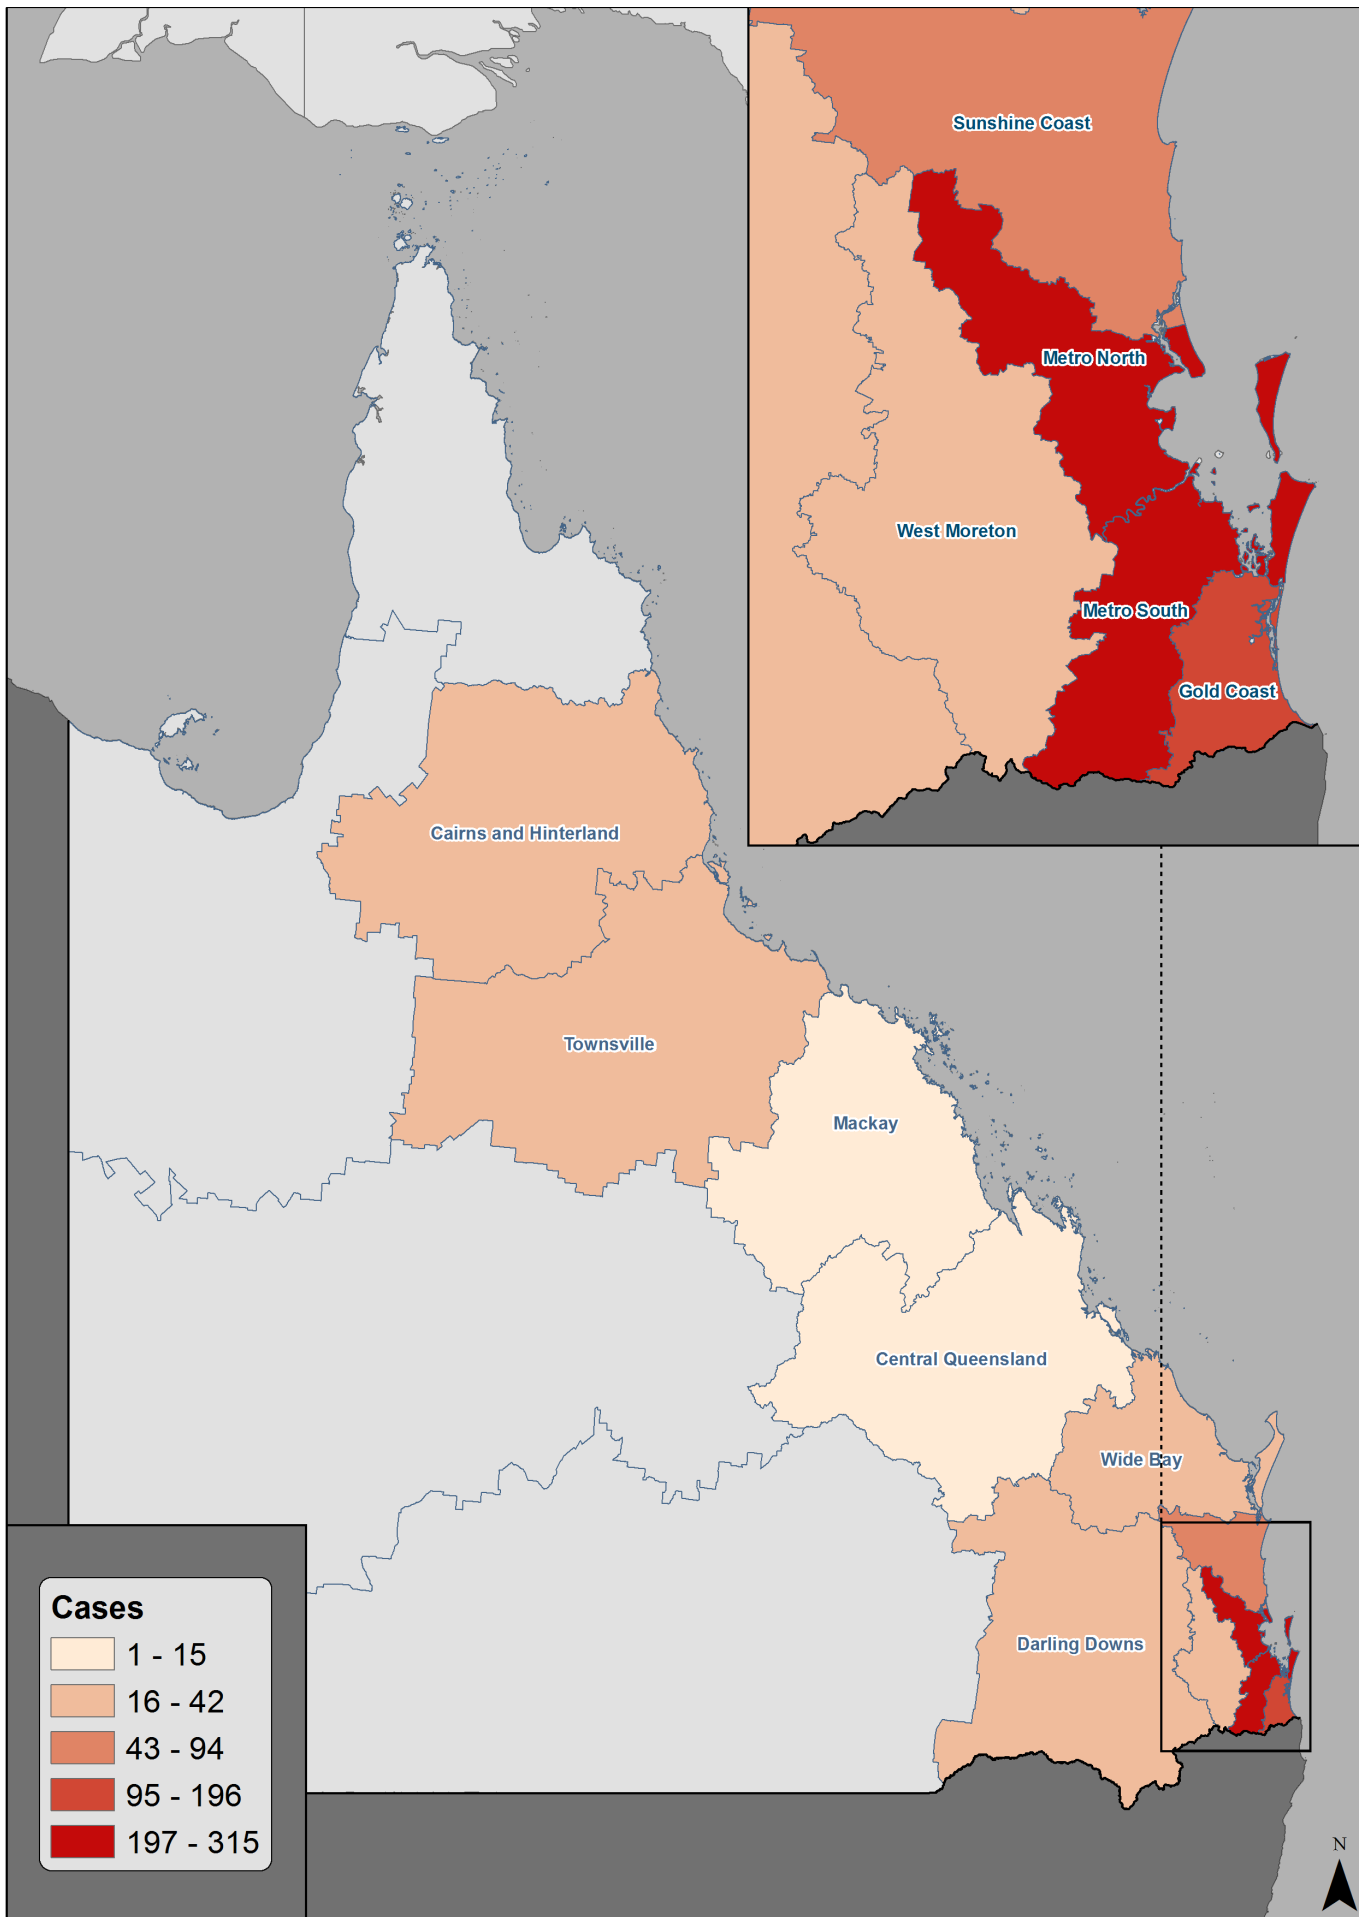 Sunshine Coast
Metro North
West Moreton
Metro South
Gold Coast
Cairns and Hinterland
Townsville
Mackay
Central Queensland
Wide Bay
Darling Downs
Cases
1 - 15
16 - 42
43 - 94
95 - 196
197 - 315
N